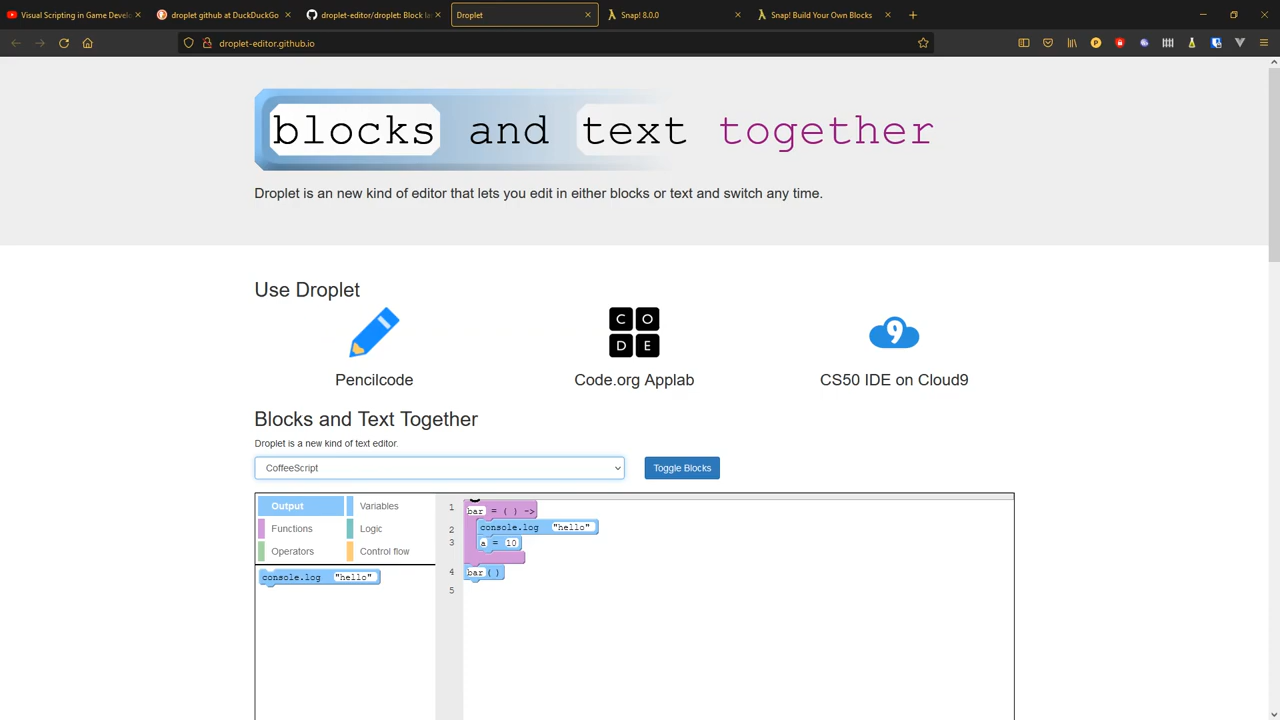 Visual Scripting in Game Develo
droplet github at DuckDuckGo
droplet-editor/droplet: Block la
Droplet
Snap! 8.0.0
Snap! Build Your Own Blocks
droplet-editor.github.io
blocks and text together
Droplet is an new kind of editor that lets you edit in either blocks or text and switch any time.
Use Droplet
C O
D E
9
Pencilcode
Code.org Applab
CS50 IDE on Cloud9
Blocks and Text Together
Droplet is a new kind of text editor.
CoffeeScript
Toggle Blocks
Output
Variables
Functions
Logic
Operators
Control flow
console.log "hello"
1 bar = ( ) ->
2 console.log "hello"
3 a = 10
4 bar ( )
5